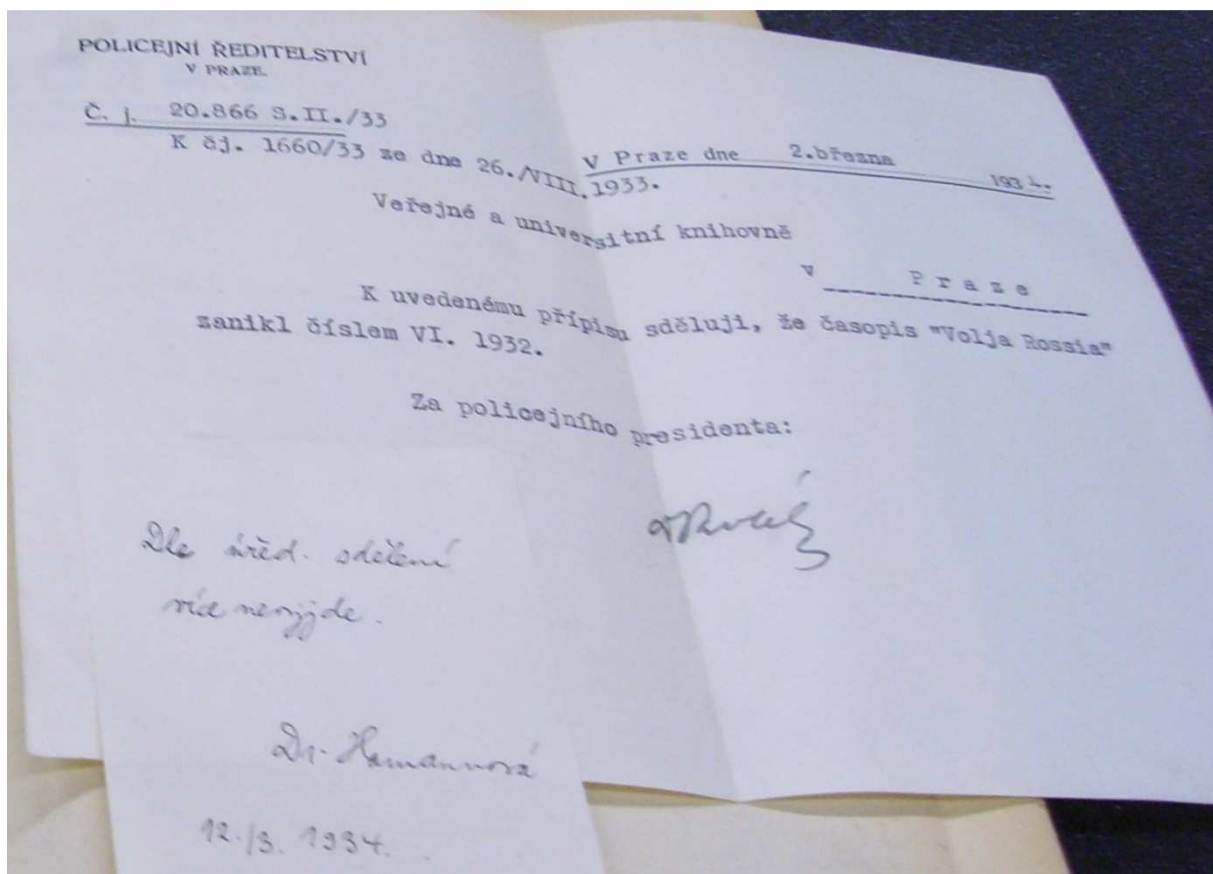 POLICEJNÍ ŘEDITELSTVÍ
V PRAZE.
Č. j. 20.866 S.II./33
V Praze dne 2.března 1934.
K čj. 1660/33 ze dne 26./VIII.1933.
Veřejné a universitní knihovně
v Praze
K uvedenému přípisu sděluji, že časopis "Volja Rossia"
zanikl číslem VI. 1932.
Za policejního presidenta:
Dle úřed. sdělení
více nevyjde.
Dr. Hamannová
12./3. 1934.